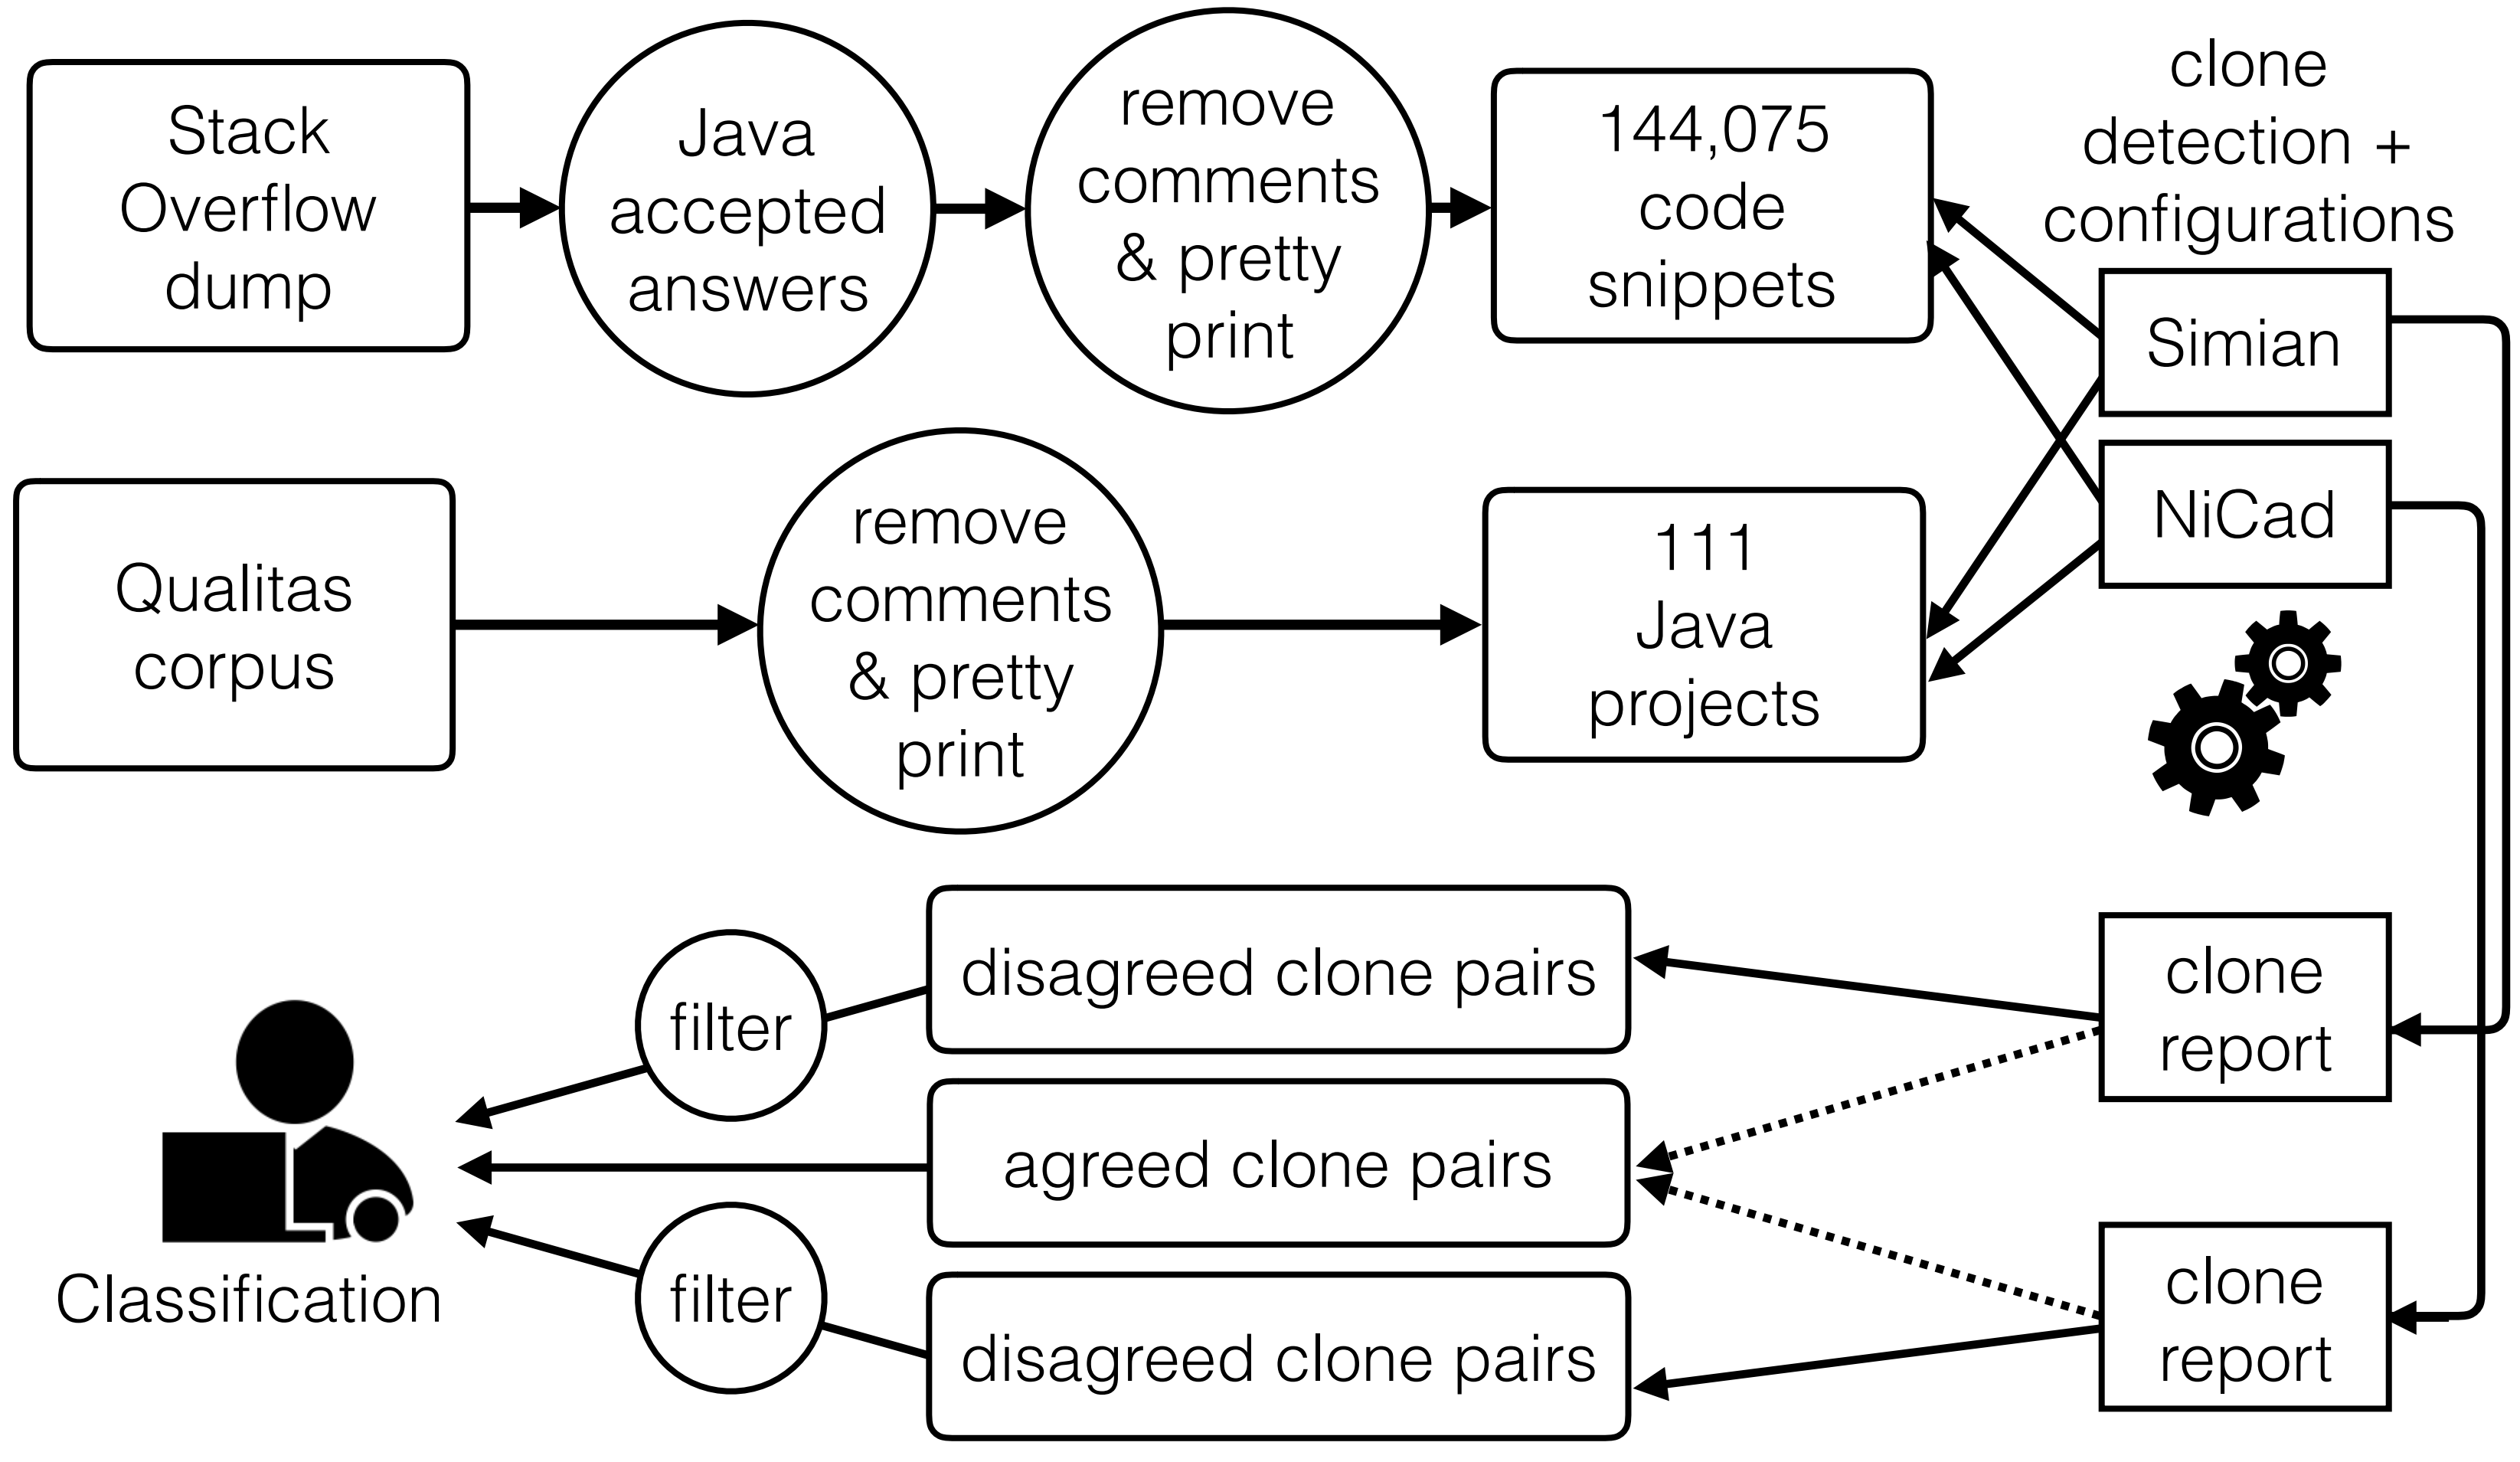 Stack
Overflow
dump
Java
accepted
answers
remove
comments
& pretty
print
144,075
code
snippets
clone
detection +
configurations
Simian
NiCad
Qualitas
corpus
remove
comments
& pretty
print
111
Java
projects
disagreed clone pairs
clone
report
filter
agreed clone pairs
filter
disagreed clone pairs
clone
report
Classification